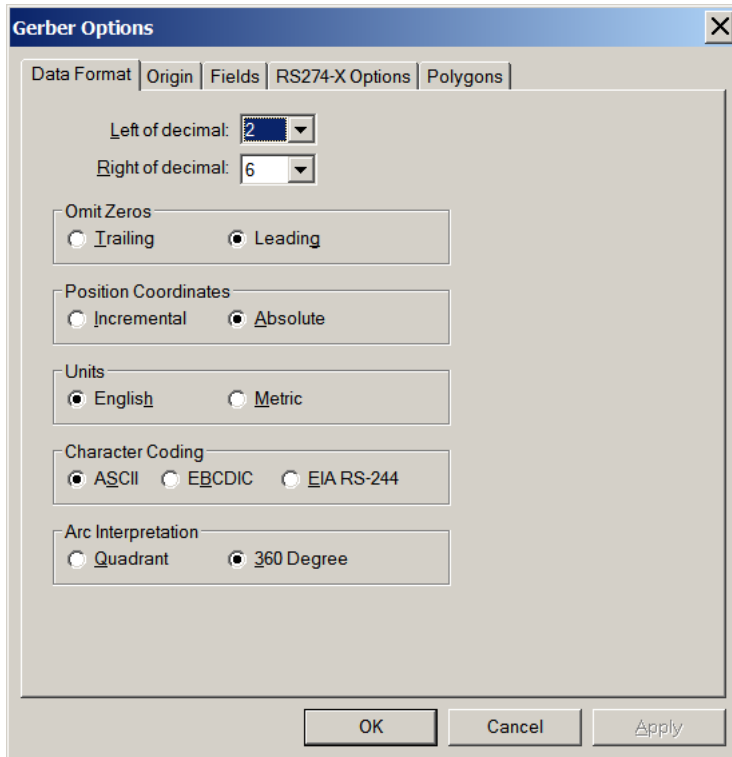 Gerber Options
Data Format Origin Fields RS274-X Options Polygons
Left of decimal: 2
Right of decimal: 6
Omit Zeros
Trailing Leading
Position Coordinates
Incremental Absolute
Units
English Metric
Character Coding
ASCII EBCDIC EIA RS-244
Arc Interpretation
Quadrant 360 Degree
OK Cancel Apply